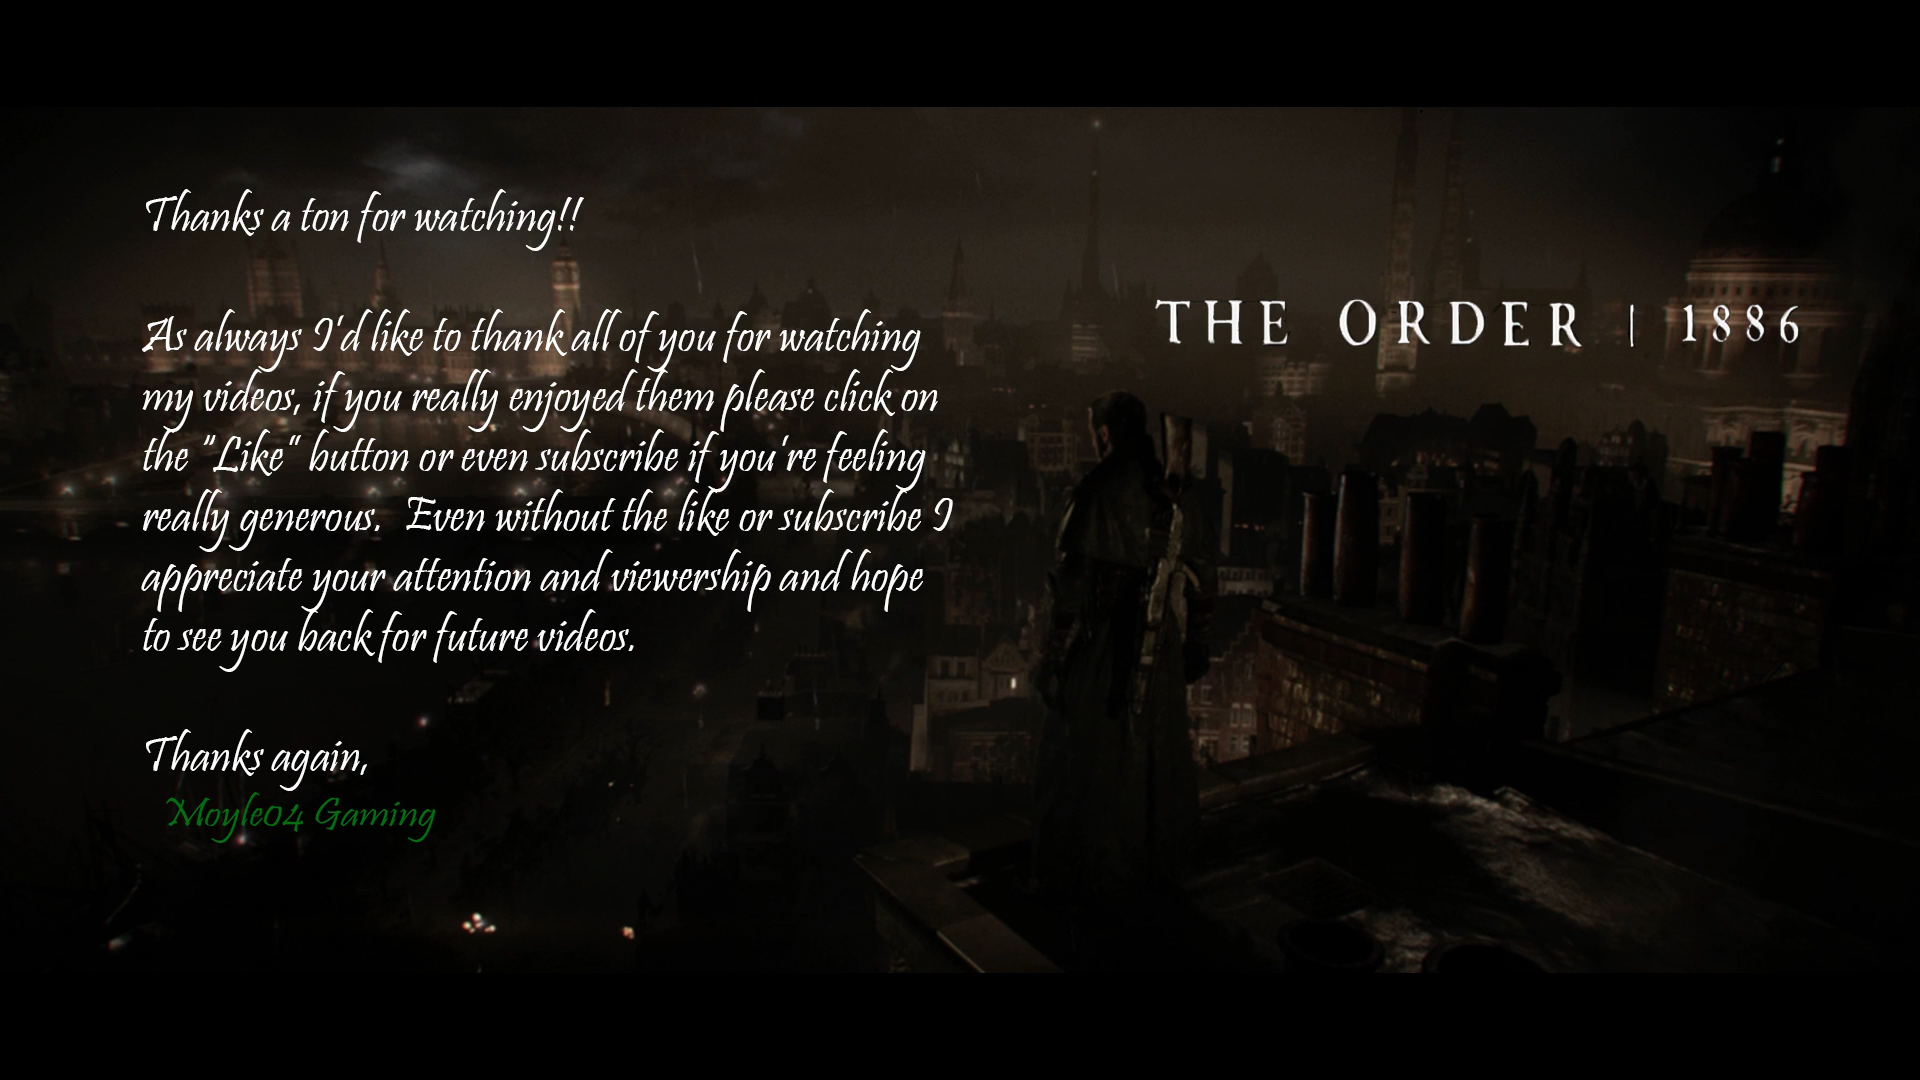 Thanks a ton for watching!!
As always I'd like to thank all of you for watching
my videos, if you really enjoyed them please click on
the "Like" button or even subscribe if you're feeling
really generous.  Even without the like or subscribe I
appreciate your attention and viewership and hope
to see you back for future videos.
Thanks again,
Moyle04 Gaming
THE ORDER | 1886